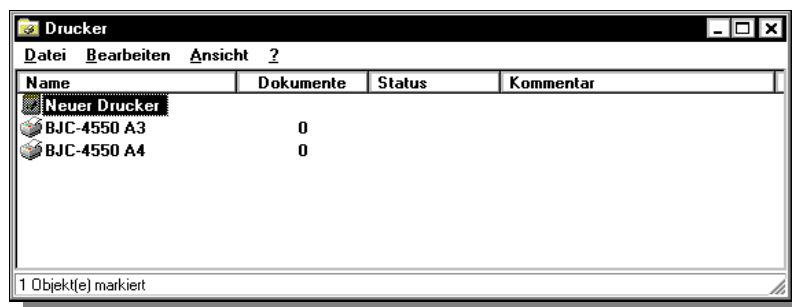 Drucker
Datei Bearbeiten Ansicht ?
Name Dokumente Status Kommentar
Neuer Drucker
BJC-4550 A3 0
BJC-4550 A4 0
1 Objekt(e) markiert